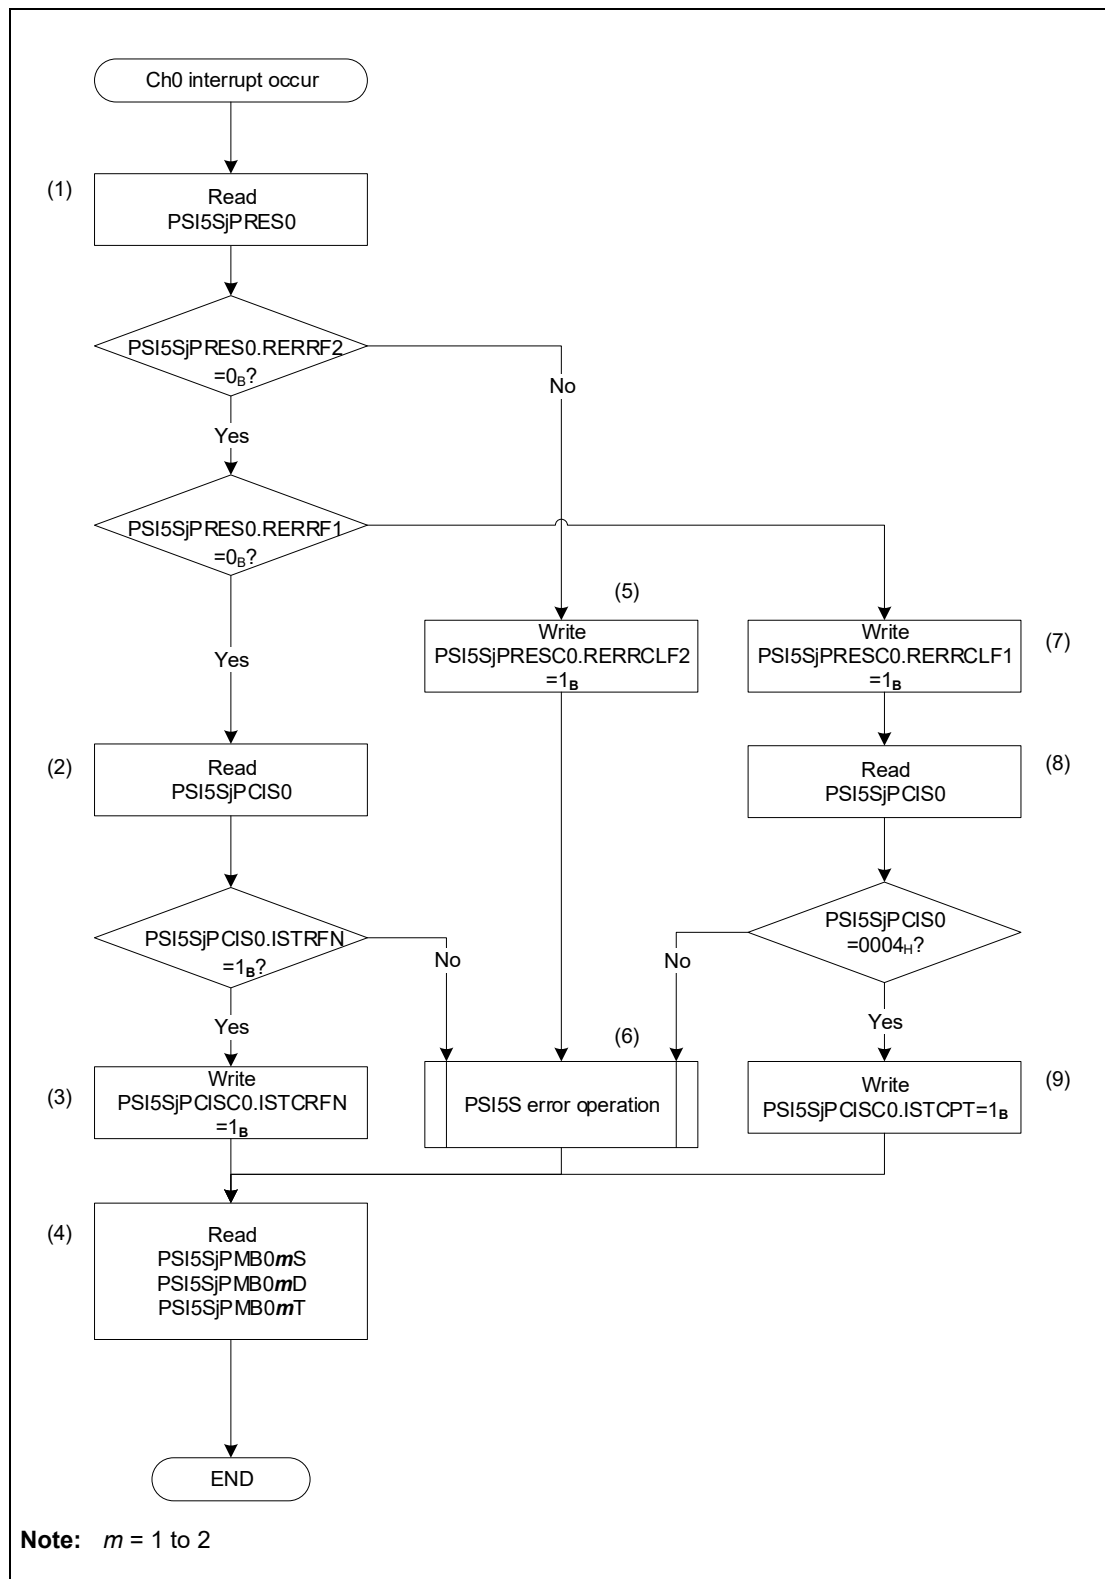 Ch0 interrupt occur
(1)
Read
PSI5SjPRES0
PSI5SjPRES0.RERRF2
=0B?
No
Yes
PSI5SjPRES0.RERRF1
=0B?
(5)
Write
PSI5SjPRESC0.RERRCLF2
=1B
Write
PSI5SjPRESC0.RERRCLF1
=1B
(7)
Yes
(2)
Read
PSI5SjPCIS0
Read
PSI5SjPCIS0
(8)
PSI5SjPCIS0.ISTRFN
=1B?
No
PSI5SjPCIS0
=0004H?
No
Yes
Yes
(3)
Write
PSI5SjPCISC0.ISTCRFN
=1B
(6)
PSI5S error operation
Write
PSI5SjPCISC0.ISTCPT=1B
(9)
(4)
Read
PSI5SjPMB0mS
PSI5SjPMB0mD
PSI5SjPMB0mT
END
Note: m = 1 to 2